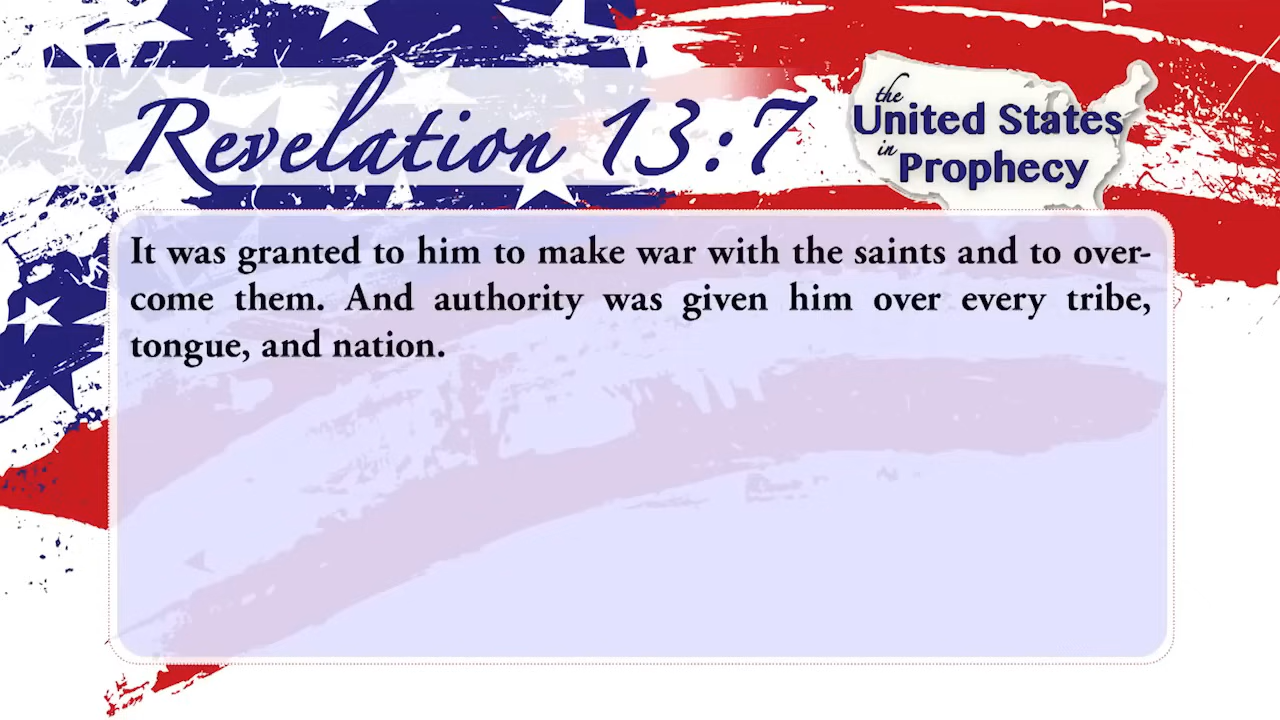 Revelation 13:7
the
United States
in
Prophecy
It was granted to him to make war with the saints and to over-
come them. And authority was given him over every tribe,
tongue, and nation.